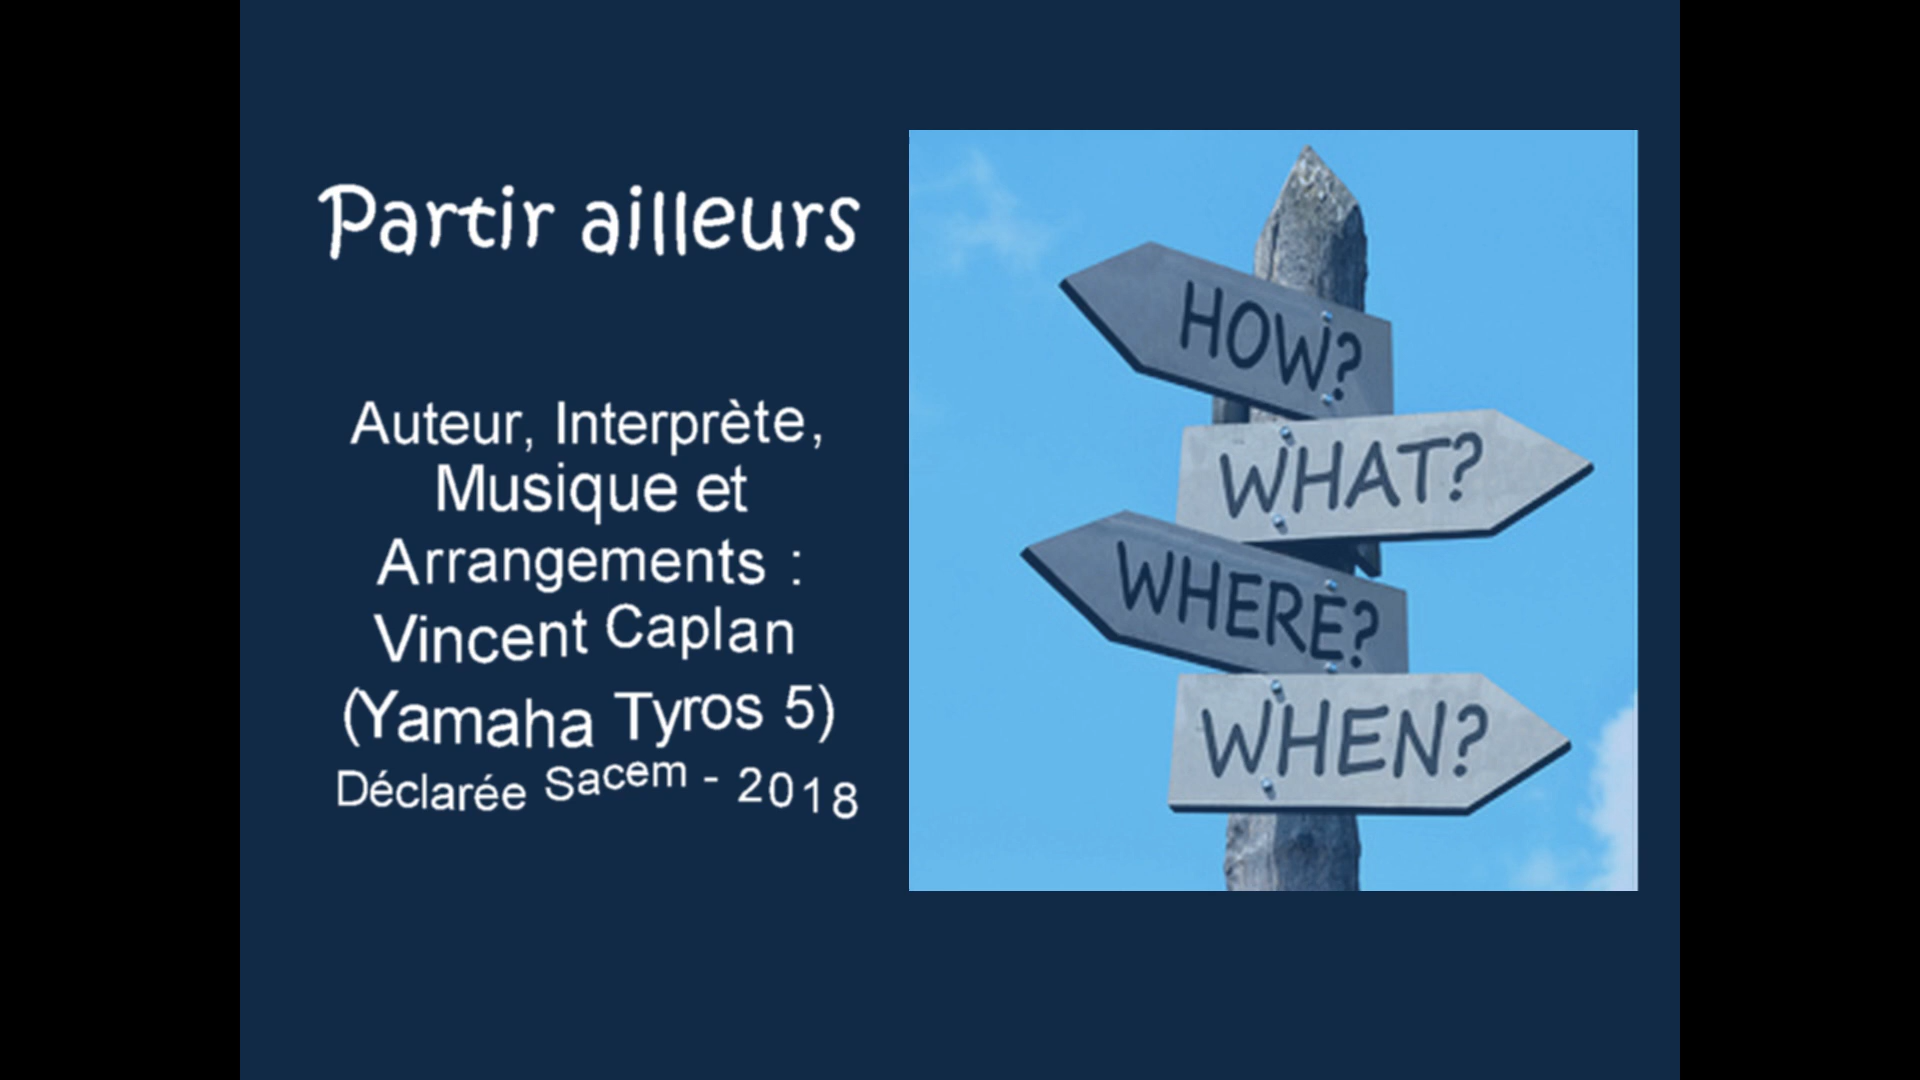 Partir ailleurs
Auteur, Interprète,
Musique et
Arrangements :
Vincent Caplan
(Yamaha Tyros 5)
Déclarée Sacem - 2018
HOW?
WHAT?
WHERE?
WHEN?